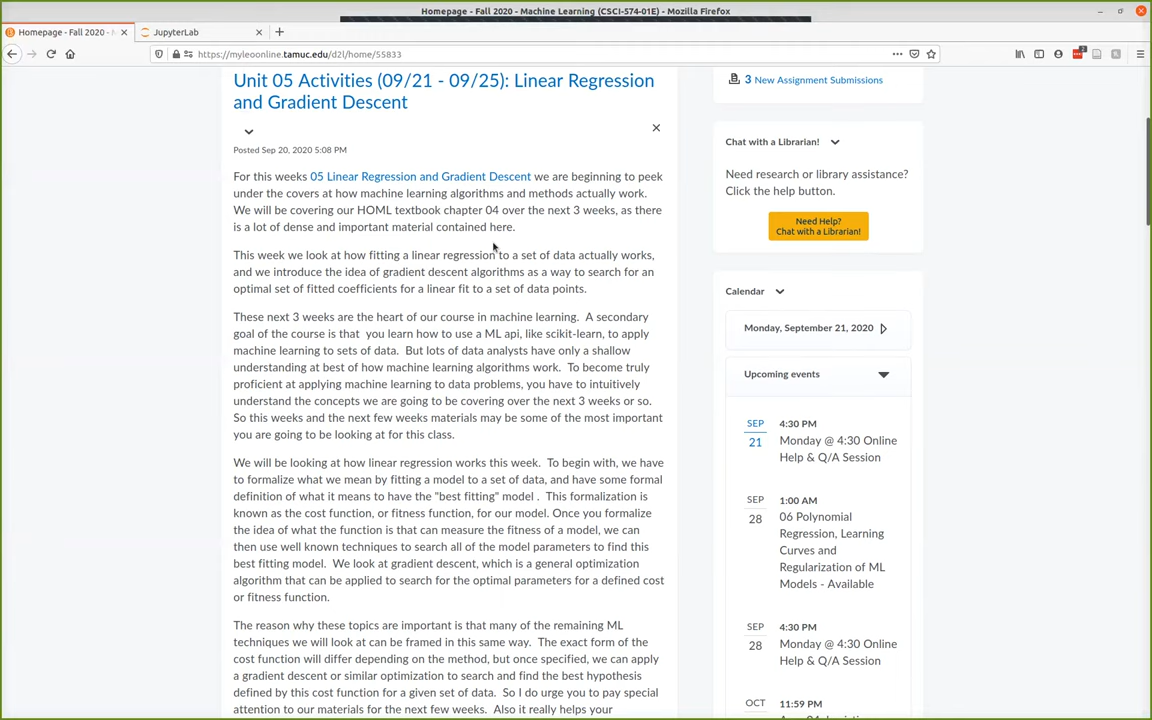 Homepage - Fall 2020 - Machine Learning (CSCI-574-01E) - Mozilla Firefox
Homepage - Fall 2020 -
JupyterLab
https://myleoonline.tamuc.edu/d2l/home/55833
Unit 05 Activities (09/21 - 09/25): Linear Regression
and Gradient Descent
Posted Sep 20, 2020 5:08 PM
For this weeks 05 Linear Regression and Gradient Descent we are beginning to peek
under the covers at how machine learning algorithms and methods actually work.
We will be covering our HOML textbook chapter 04 over the next 3 weeks, as there
is a lot of dense and important material contained here.
This week we look at how fitting a linear regression to a set of data actually works,
and we introduce the idea of gradient descent algorithms as a way to search for an
optimal set of fitted coefficients for a linear fit to a set of data points.
These next 3 weeks are the heart of our course in machine learning.  A secondary
goal of the course is that  you learn how to use a ML api, like scikit-learn, to apply
machine learning to sets of data.  But lots of data analysts have only a shallow
understanding at best of how machine learning algorithms work.  To become truly
proficient at applying machine learning to data problems, you have to intuitively
understand the concepts we are going to be covering over the next 3 weeks or so.
So this weeks and the next few weeks materials may be some of the most important
you are going to be looking at for this class.
We will be looking at how linear regression works this week.  To begin with, we have
to formalize what we mean by fitting a model to a set of data, and have some formal
definition of what it means to have the "best fitting" model .  This formalization is
known as the cost function, or fitness function, for our model. Once you formalize
the idea of what the function is that can measure the fitness of a model, we can
then use well known techniques to search all of the model parameters to find this
best fitting model.  We look at gradient descent, which is a general optimization
algorithm that can be applied to search for the optimal parameters for a defined cost
or fitness function.
The reason why these topics are important is that many of the remaining ML
techniques we will look at can be framed in this same way.  The exact form of the
cost function will differ depending on the method, but once specified, we can apply
a gradient descent or similar optimization to search and find the best hypothesis
defined by this cost function for a given set of data.  So I do urge you to pay special
attention to our materials for the next few weeks.  Also it really helps your
3 New Assignment Submissions
Chat with a Librarian!
Need research or library assistance?
Click the help button.
Need Help?
Chat with a Librarian!
Calendar
Monday, September 21, 2020
Upcoming events
SEP
21
4:30 PM
Monday @ 4:30 Online
Help & Q/A Session
SEP
28
1:00 AM
06 Polynomial
Regression, Learning
Curves and
Regularization of ML
Models - Available
SEP
28
4:30 PM
Monday @ 4:30 Online
Help & Q/A Session
OCT
11:59 PM